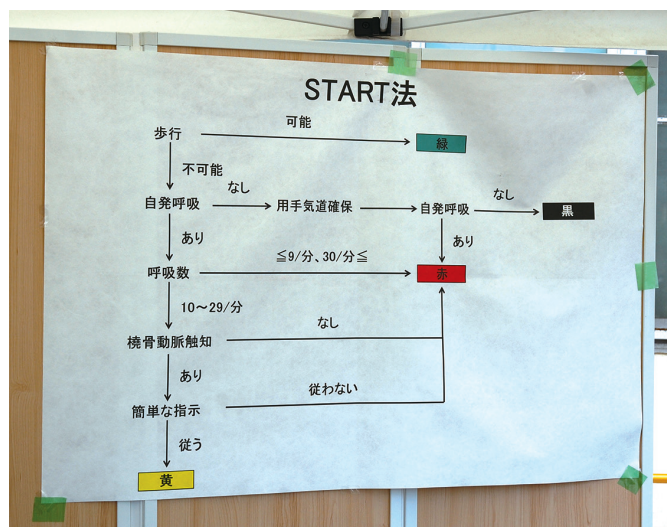 START法
歩行
可能
緑
不可能
自発呼吸
なし
用手気道確保
自発呼吸
なし
黒
あり
あり
呼吸数
≦9/分、30/分≦
赤
10～29/分
橈骨動脈触知
なし
あり
簡単な指示
従わない
従う
黄